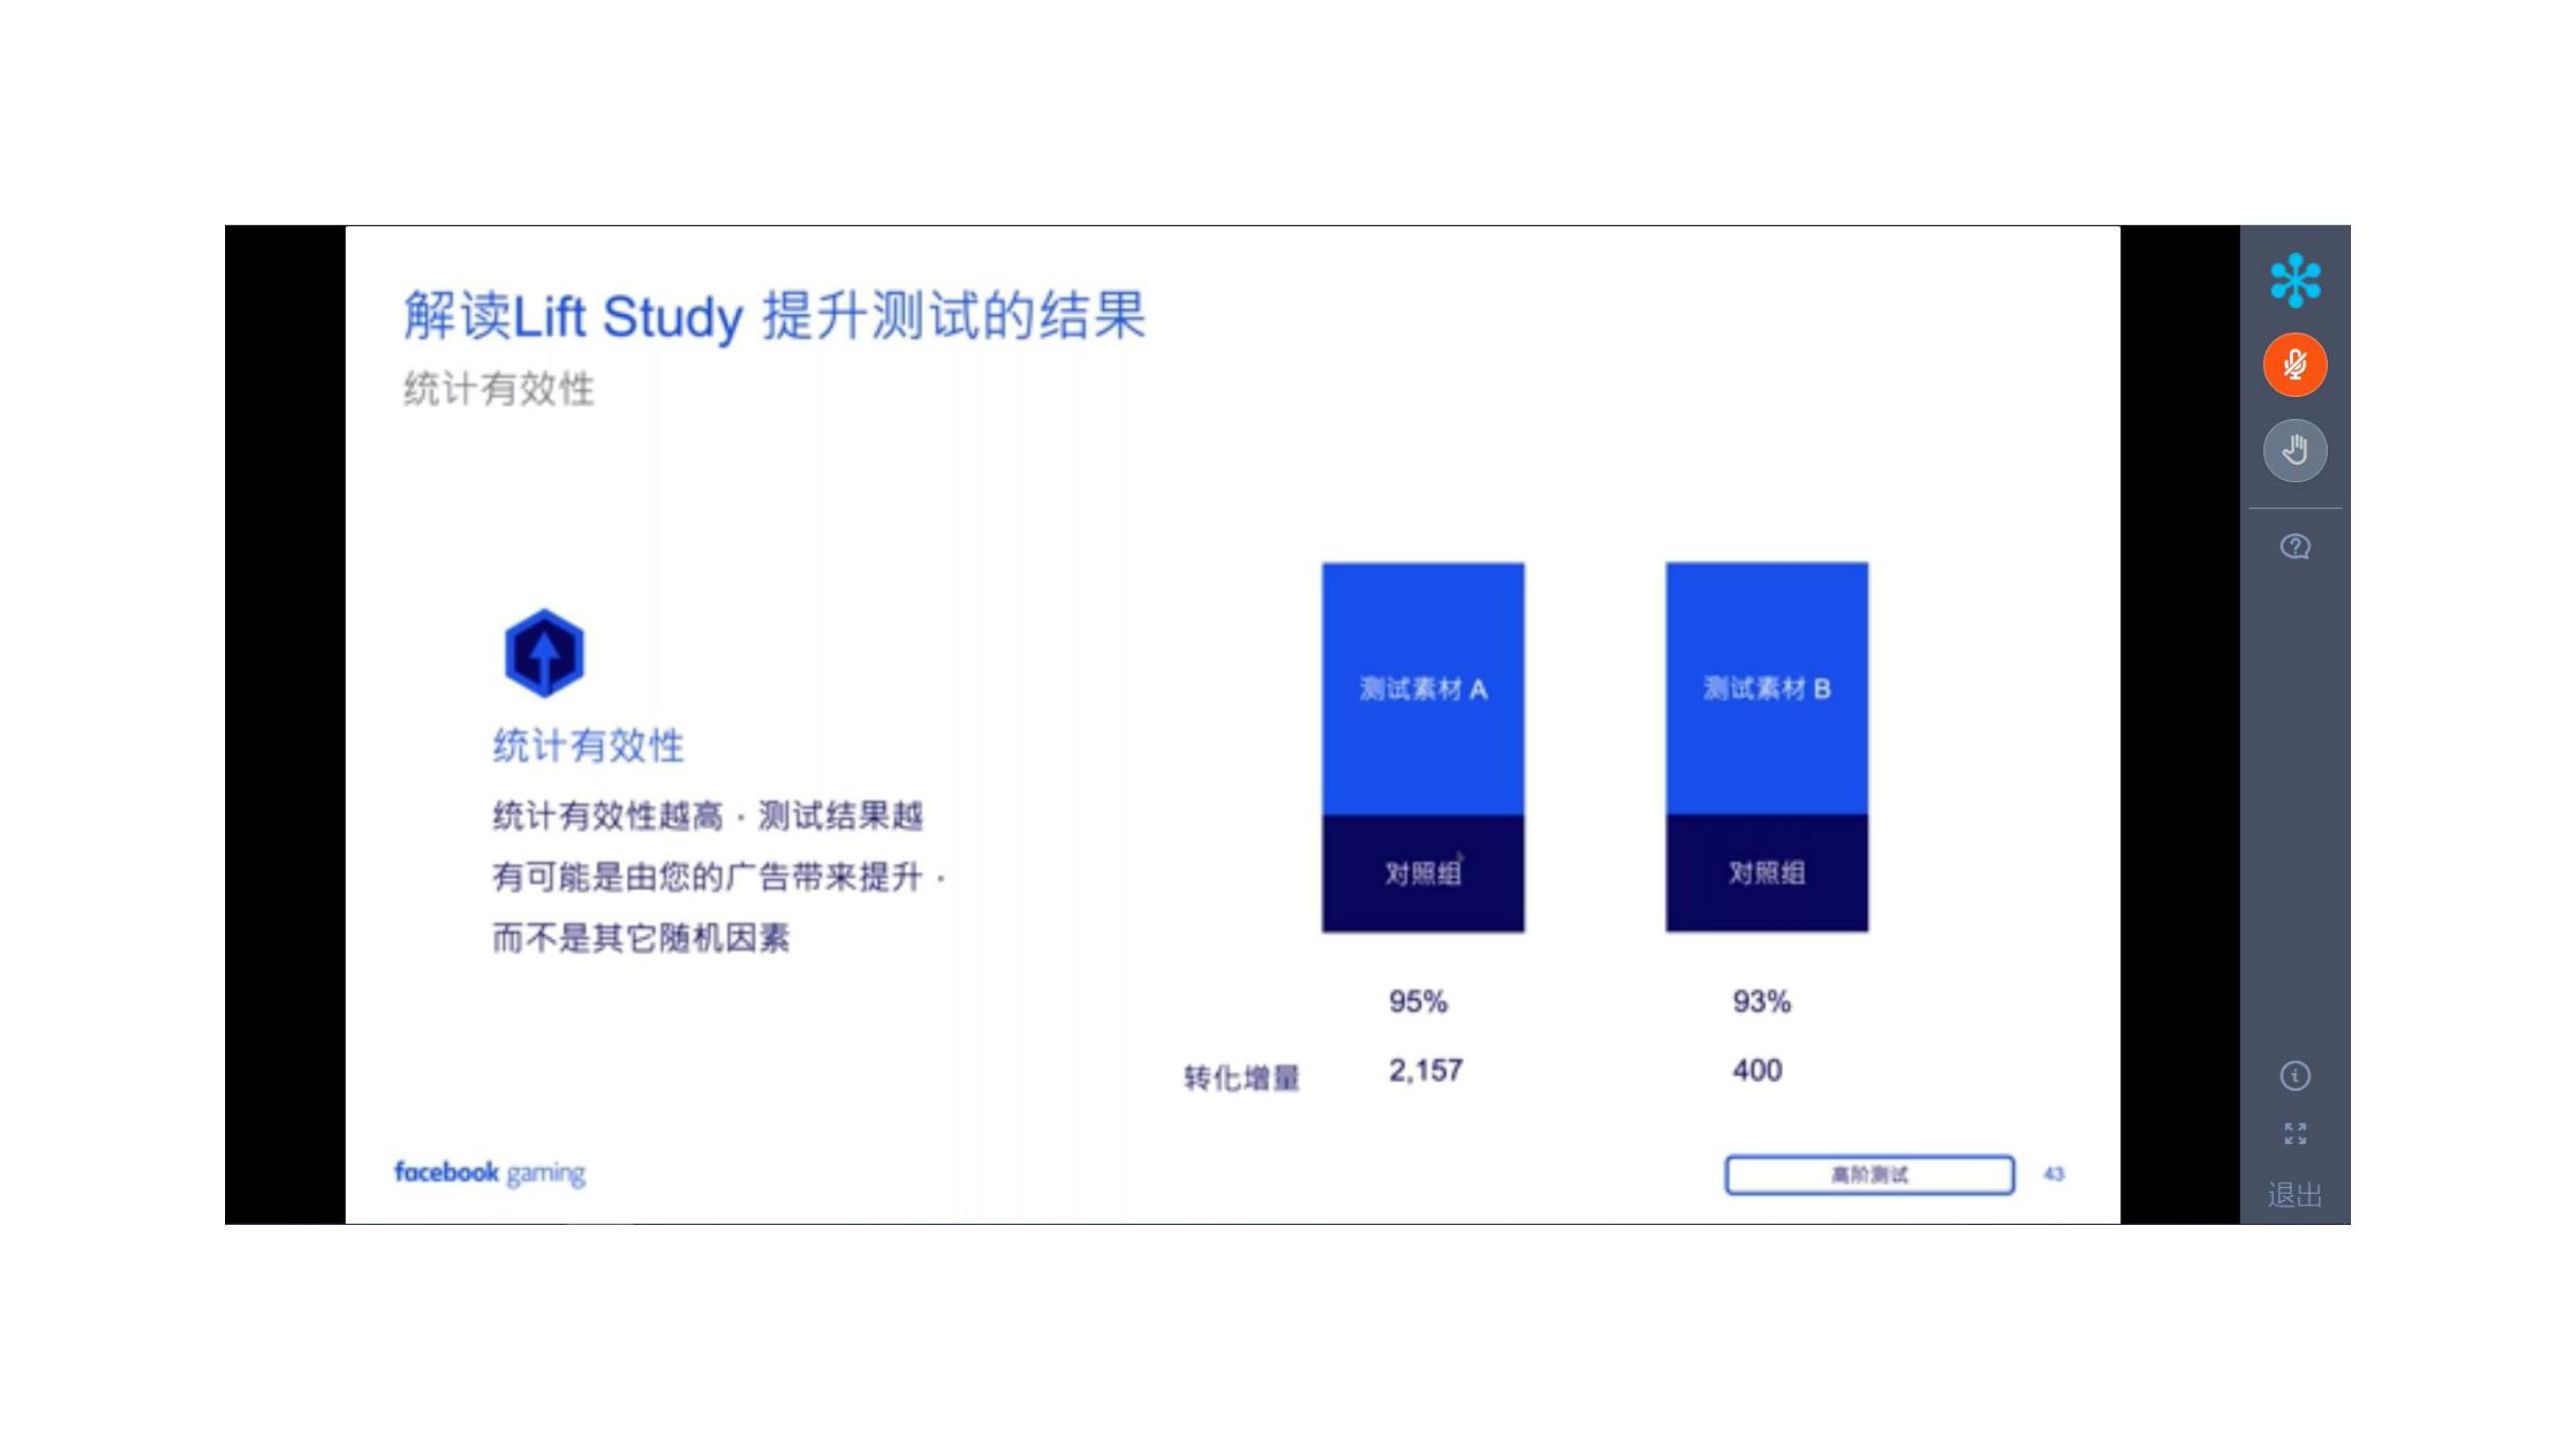 解读Lift Study 提升测试的结果
统计有效性
统计有效性
统计有效性越高，测试结果越
有可能是由您的广告带来提升，
而不是其它随机因素
测试素材 A
测试素材 B
对照组
对照组
95%
93%
转化增量
2,157
400
facebook gaming
高阶测试
43
退出